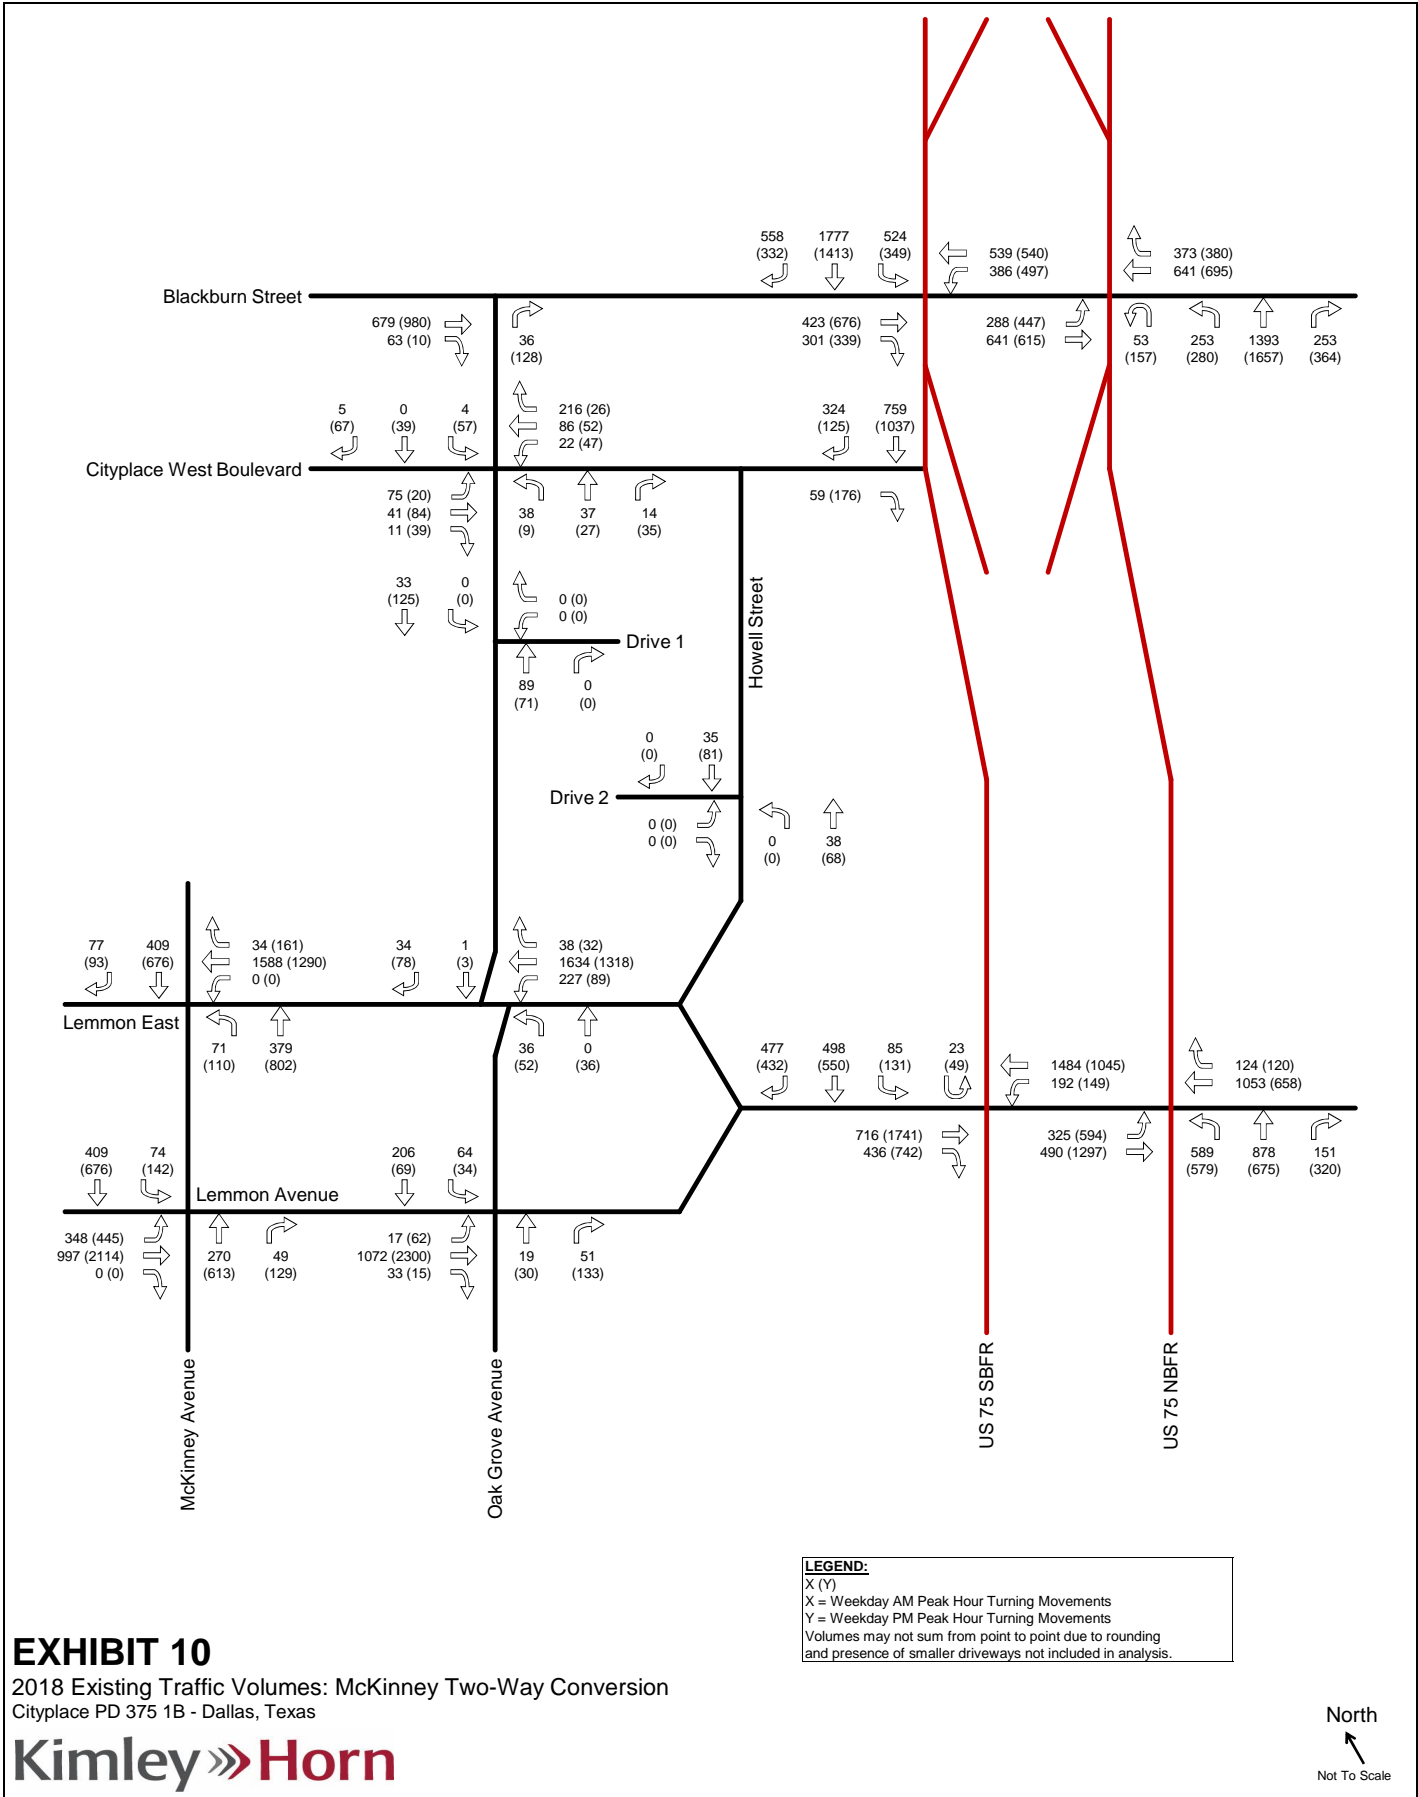 558 1777 524
(332) (1413) (349)
539 (540)
386 (497)
373 (380)
641 (695)
Blackburn Street
679 (980)
63 (10)
36
(128)
423 (676)
301 (339)
288 (447)
641 (615)
53 253 1393 253
(157) (280) (1657) (364)
5 0 4
(67) (39) (57)
216 (26)
86 (52)
22 (47)
324 759
(125) (1037)
Cityplace West Boulevard
75 (20)
41 (84)
11 (39)
38 37 14
(9) (27) (35)
59 (176)
33 0
(125) (0)
0 (0)
0 (0)
Drive 1
89 0
(71) (0)
Howell Street
0 35
(0) (81)
Drive 2
0 (0)
0 (0)
0 38
(0) (68)
77 409
(93) (676)
34 (161)
1588 (1290)
0 (0)
34 1
(78) (3)
38 (32)
1634 (1318)
227 (89)
Lemmon East
71 379
(110) (802)
36 0
(52) (36)
477 498 85 23
(432) (550) (131) (49)
1484 (1045)
192 (149)
124 (120)
1053 (658)
716 (1741)
436 (742)
325 (594)
490 (1297)
589 878 151
(579) (675) (320)
409 74
(676) (142)
206 64
(69) (34)
Lemmon Avenue
348 (445)
997 (2114)
0 (0)
270 49
(613) (129)
17 (62)
1072 (2300)
33 (15)
19 51
(30) (133)
McKinney Avenue
Oak Grove Avenue
US 75 SBFR
US 75 NBFR
LEGEND:
X (Y)
X = Weekday AM Peak Hour Turning Movements
Y = Weekday PM Peak Hour Turning Movements
Volumes may not sum from point to point due to rounding
and presence of smaller driveways not included in analysis.
EXHIBIT 10
2018 Existing Traffic Volumes: McKinney Two-Way Conversion
Cityplace PD 375 1B - Dallas, Texas
Kimley»Horn
North
Not To Scale